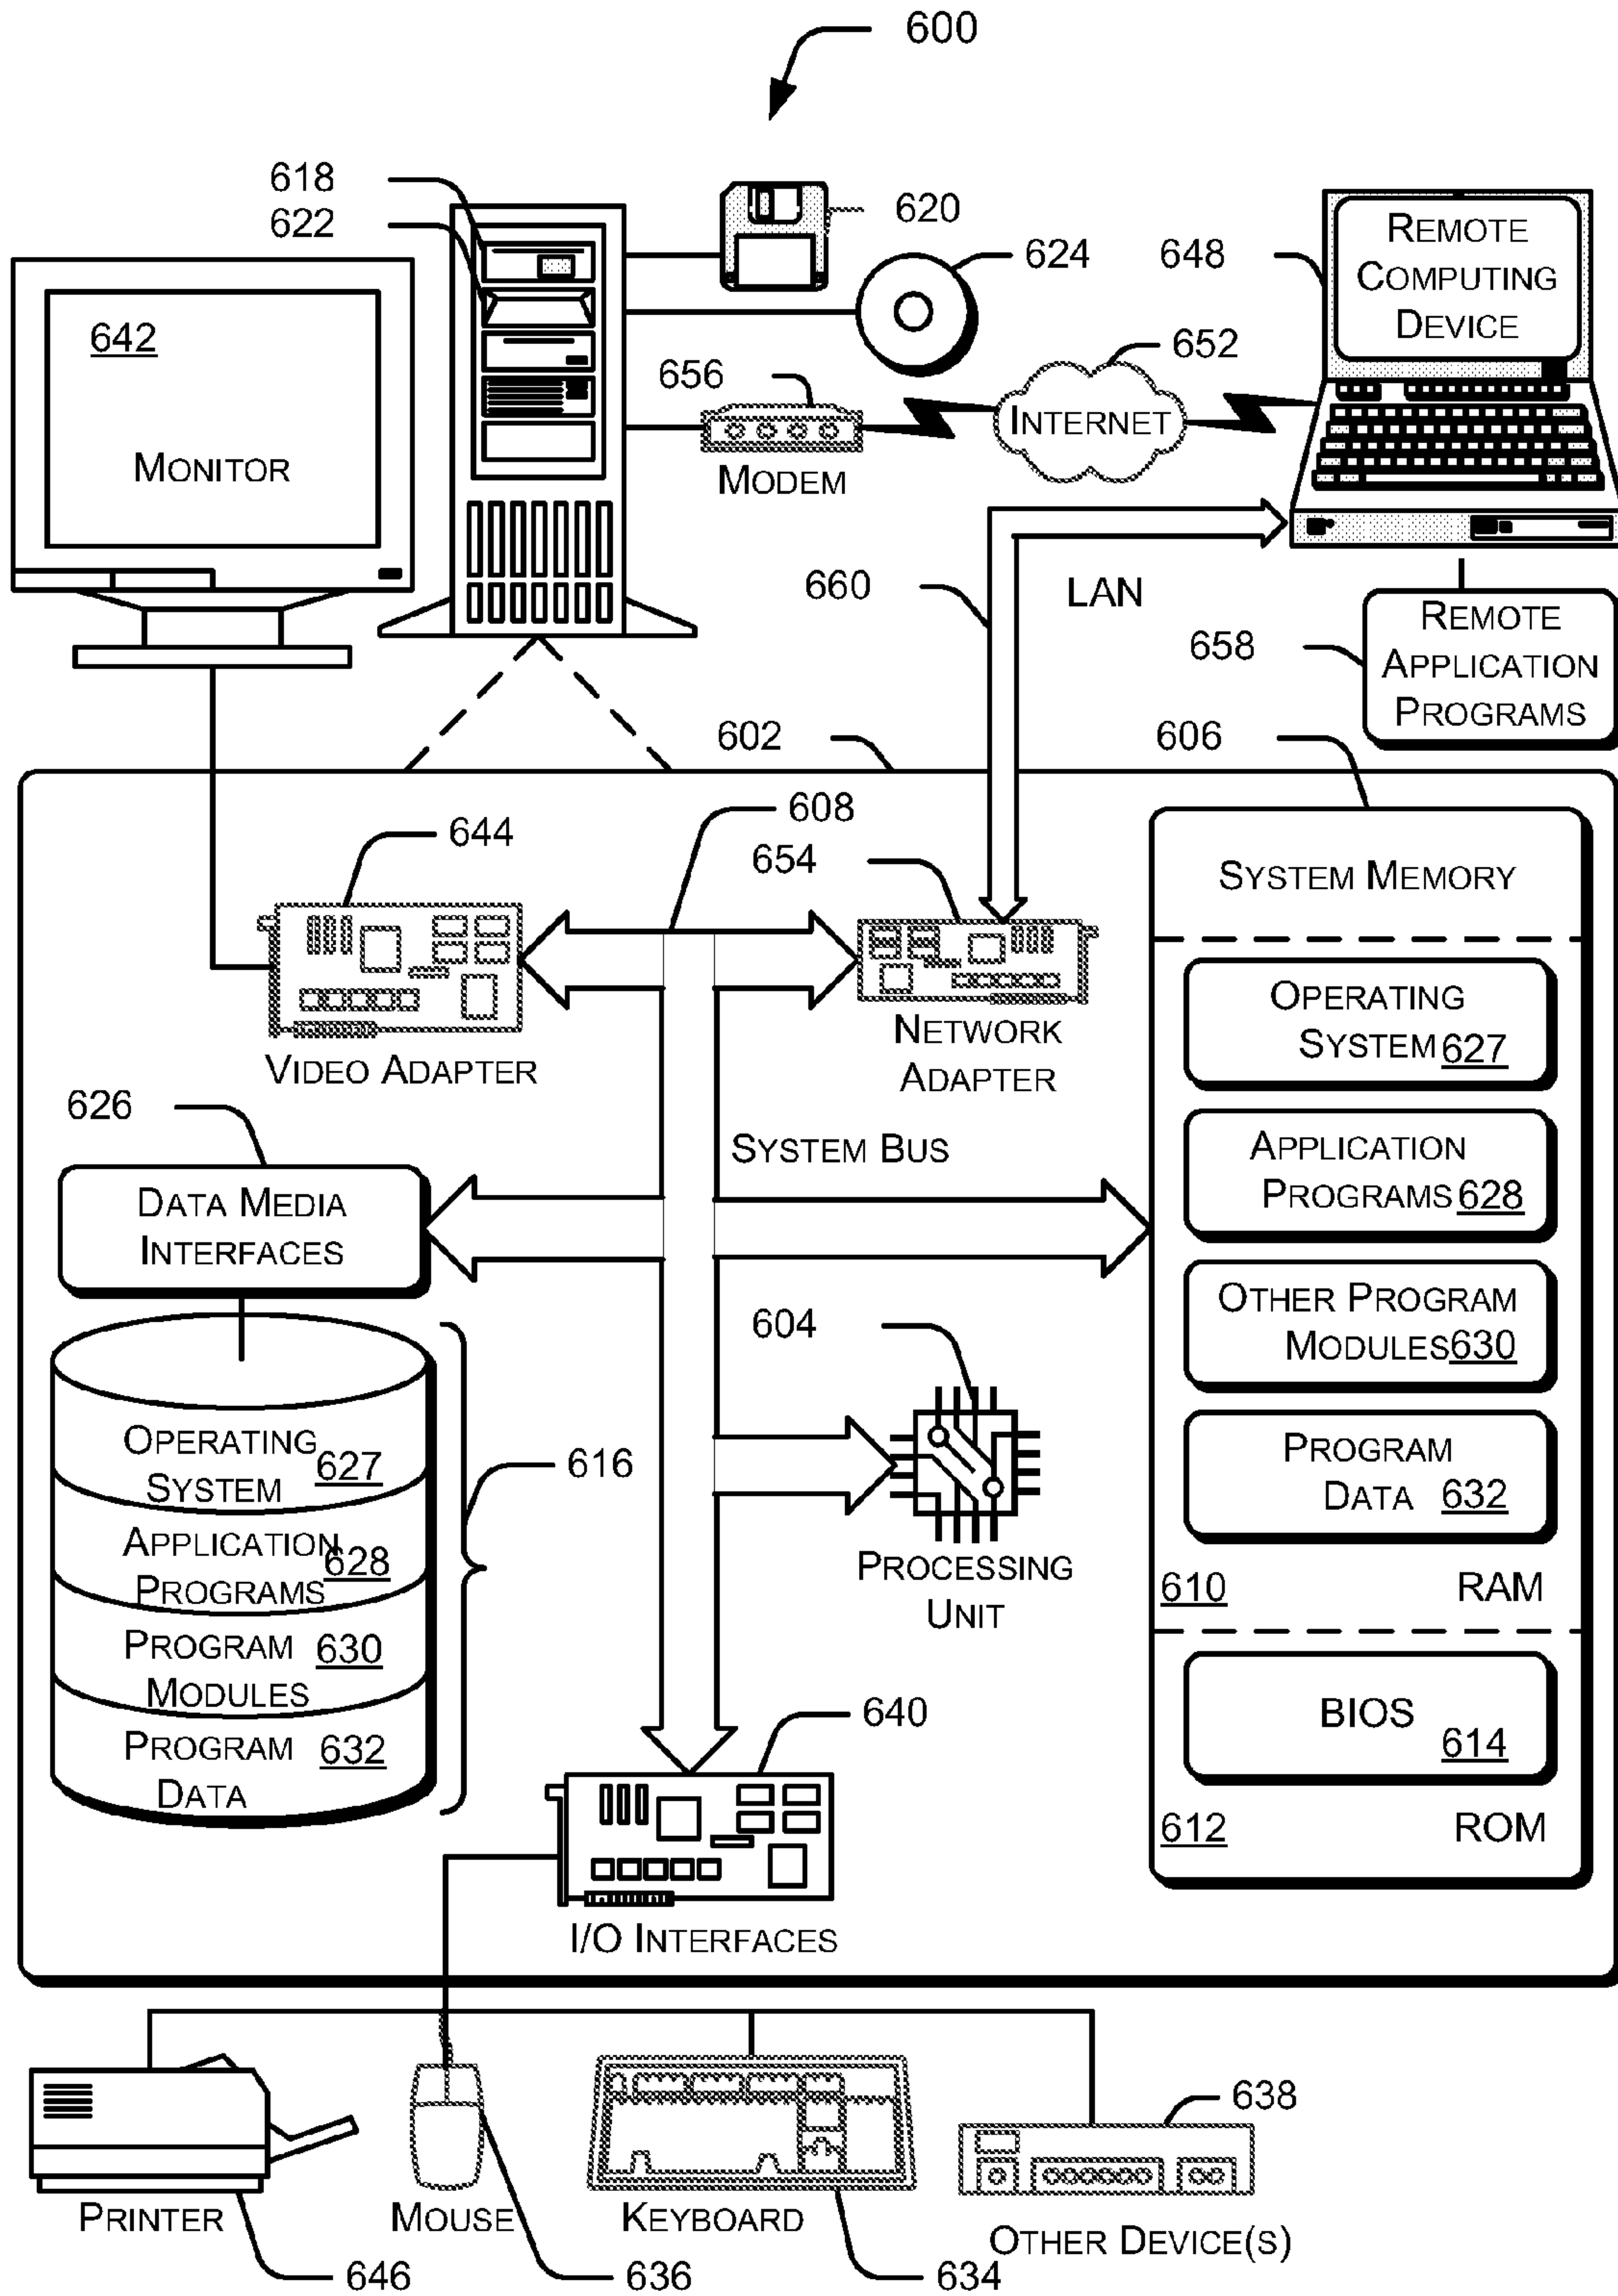 600
618
622
620
624
648
REMOTE
COMPUTING
DEVICE
642
MONITOR
656
MODEM
652
INTERNET
660
LAN
658
REMOTE
APPLICATION
PROGRAMS
602
606
608
644
VIDEO ADAPTER
654
NETWORK
ADAPTER
SYSTEM MEMORY
OPERATING
SYSTEM 627
APPLICATION
PROGRAMS 628
OTHER PROGRAM
MODULES 630
PROGRAM
DATA 632
610 RAM
BIOS
614
612 ROM
626
DATA MEDIA
INTERFACES
SYSTEM BUS
604
PROCESSING
UNIT
OPERATING
SYSTEM 627
APPLICATION
PROGRAMS 628
PROGRAM
MODULES 630
PROGRAM
DATA 632
616
640
I/O INTERFACES
PRINTER
646
MOUSE
636
KEYBOARD
634
638
OTHER DEVICE(S)